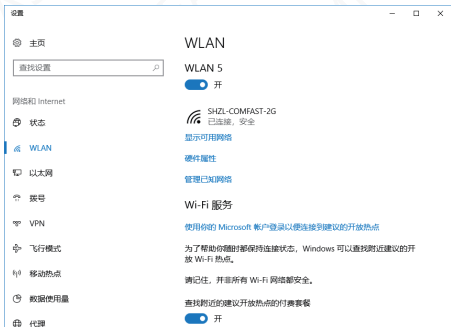 设置
主页
查找设置
网络和 Internet
状态
WLAN
以太网
拨号
VPN
飞行模式
移动热点
数据使用量
代理
WLAN
WLAN 5
开
SHZL-COMFAST-2G
已连接，安全
显示可用网络
硬件属性
管理已知网络
Wi-Fi 服务
使用你的 Microsoft 帐户登录以便连接到建议的开放热点
为了帮助你随时都保持连接状态，Windows 可以查找附近建议的开
放 Wi-Fi 热点。
请记住，并非所有 Wi-Fi 网络都安全。
查找附近的建议开放热点的付费套餐
开